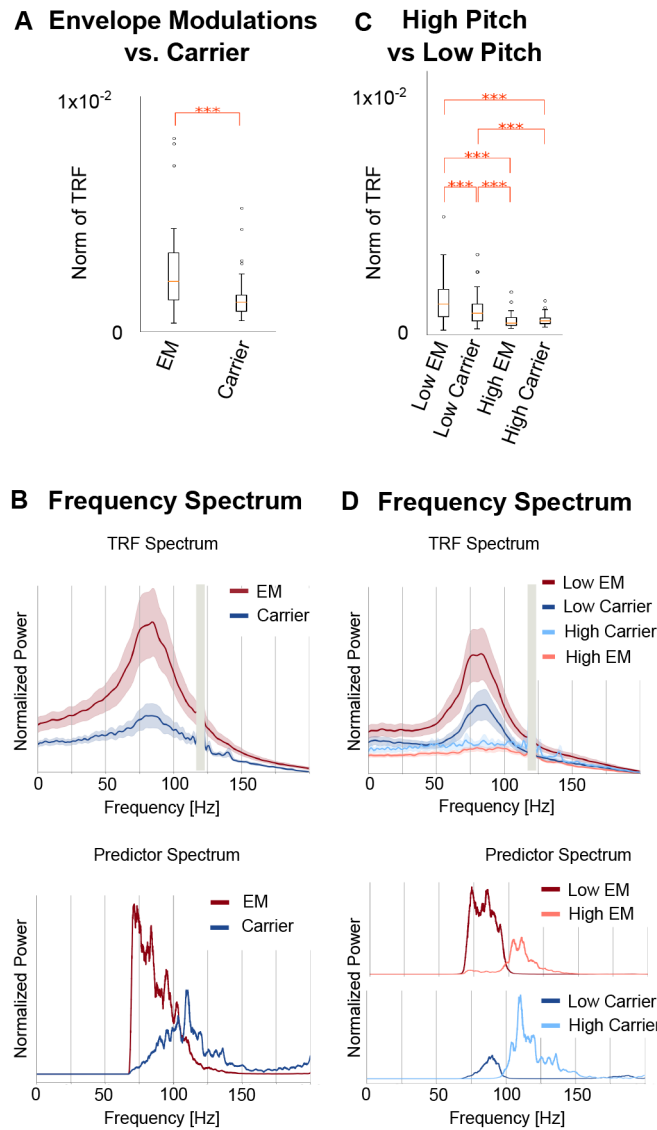 A Envelope Modulations
vs. Carrier
1x10-2
***
Norm of TRF
0
EM
Carrier
C High Pitch
vs Low Pitch
1x10-2
***
***
***
*** ***
Norm of TRF
0
Low EM
Low Carrier
High EM
High Carrier
B Frequency Spectrum
TRF Spectrum
EM
Carrier
Normalized Power
0 50 100 150
Frequency [Hz]
Predictor Spectrum
EM
Carrier
Normalized Power
0 50 100 150
Frequency [Hz]
D Frequency Spectrum
TRF Spectrum
Low EM
Low Carrier
High Carrier
High EM
Normalized Power
0 50 100 150
Frequency [Hz]
Predictor Spectrum
Low EM
High EM
Low Carrier
High Carrier
Normalized Power
0 50 100 150
Frequency [Hz]